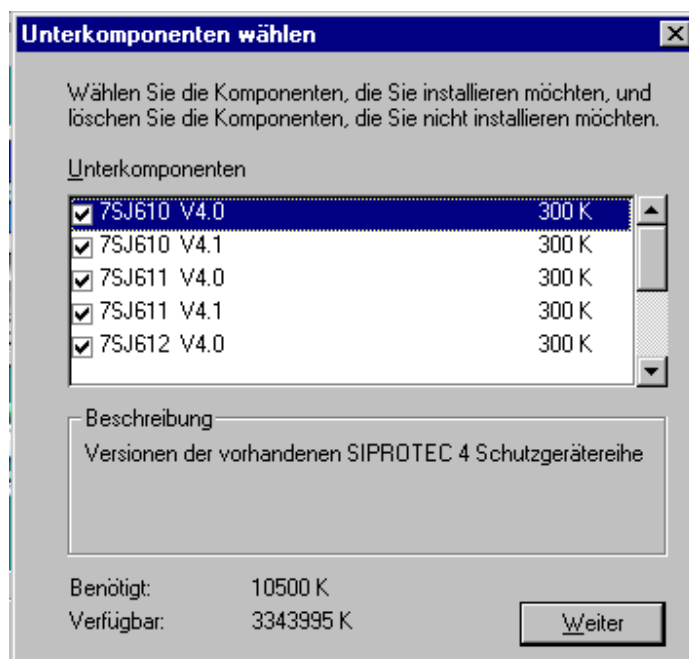 Unterkomponenten wählen
Wählen Sie die Komponenten, die Sie installieren möchten, und
löschen Sie die Komponenten, die Sie nicht installieren möchten.
Unterkomponenten
7SJ610 V4.0 300 K
7SJ610 V4.1 300 K
7SJ611 V4.0 300 K
7SJ611 V4.1 300 K
7SJ612 V4.0 300 K
Beschreibung
Versionen der vorhandenen SIPROTEC 4 Schutzgerätereihe
Benötigt: 10500 K
Verfügbar: 3343995 K
Weiter